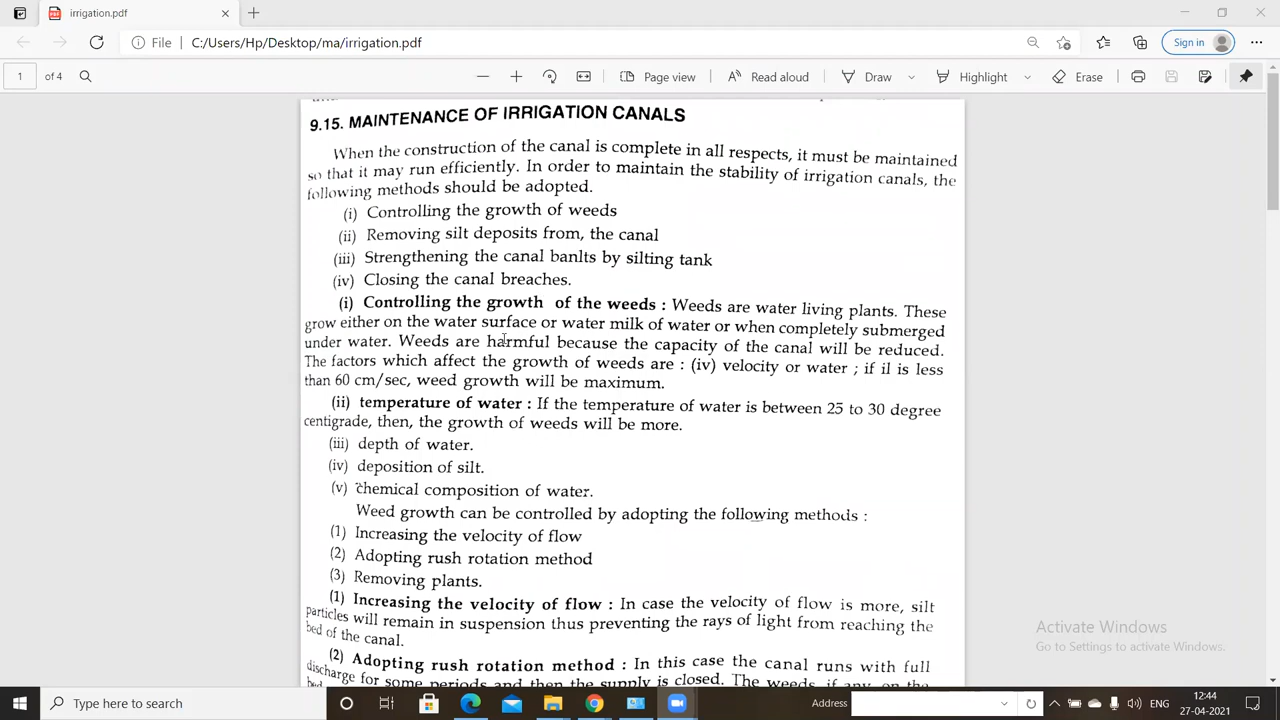 irrigation.pdf
File C:/Users/Hp/Desktop/ma/irrigation.pdf Sign in
1 of 4 Page view Read aloud Draw Highlight Erase
9.15. MAINTENANCE OF IRRIGATION CANALS
When the construction of the canal is complete in all respects, it must be maintained
so that it may run efficiently. In order to maintain the stability of irrigation canals, the
following methods should be adopted.
(i) Controlling the growth of weeds
(ii) Removing silt deposits from, the canal
(iii) Strengthening the canal banlts by silting tank
(iv) Closing the canal breaches.
(i) Controlling the growth of the weeds : Weeds are water living plants. These
grow either on the water surface or water milk of water or when completely submerged
under water. Weeds are harmful because the capacity of the canal will be reduced.
The factors which affect the growth of weeds are : (iv) velocity or water ; if il is less
than 60 cm/sec, weed growth will be maximum.
(ii) temperature of water : If the temperature of water is between 25 to 30 degree
centigrade, then, the growth of weeds will be more.
(iii) depth of water.
(iv) deposition of silt.
(v) chemical composition of water.
Weed growth can be controlled by adopting the following methods :
(1) Increasing the velocity of flow
(2) Adopting rush rotation method
(3) Removing plants.
(1) Increasing the velocity of flow : In case the velocity of flow is more, silt
particles will remain in suspension thus preventing the rays of light from reaching the
bed of the canal.
(2) Adopting rush rotation method : In this case the canal runs with full
discharge for some periods and then the supply is closed. The weeds, if any, on the
Activate Windows
Go to Settings to activate Windows.
Type here to search
Address
ENG
12:44
27-04-2021